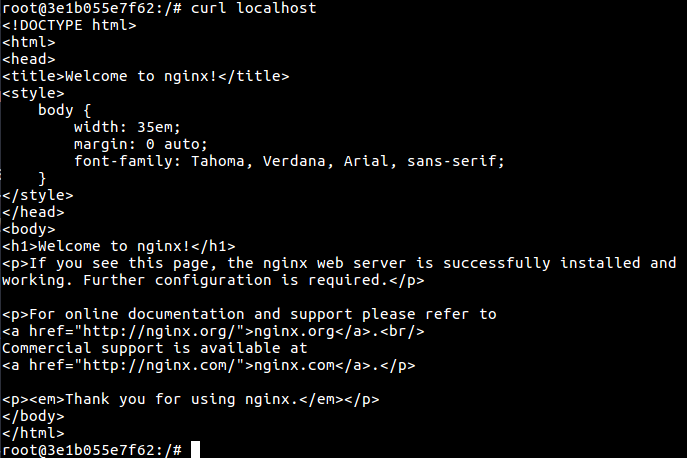 root@3e1b055e7f62:/# curl localhost
<!DOCTYPE html>
<html>
<head>
<title>Welcome to nginx!</title>
<style>
    body {
        width: 35em;
        margin: 0 auto;
        font-family: Tahoma, Verdana, Arial, sans-serif;
    }
</style>
</head>
<body>
<h1>Welcome to nginx!</h1>
<p>If you see this page, the nginx web server is successfully installed and
working. Further configuration is required.</p>

<p>For online documentation and support please refer to
<a href="http://nginx.org/">nginx.org</a>.<br/>
Commercial support is available at
<a href="http://nginx.com/">nginx.com</a>.</p>

<p><em>Thank you for using nginx.</em></p>
</body>
</html>
root@3e1b055e7f62:/#